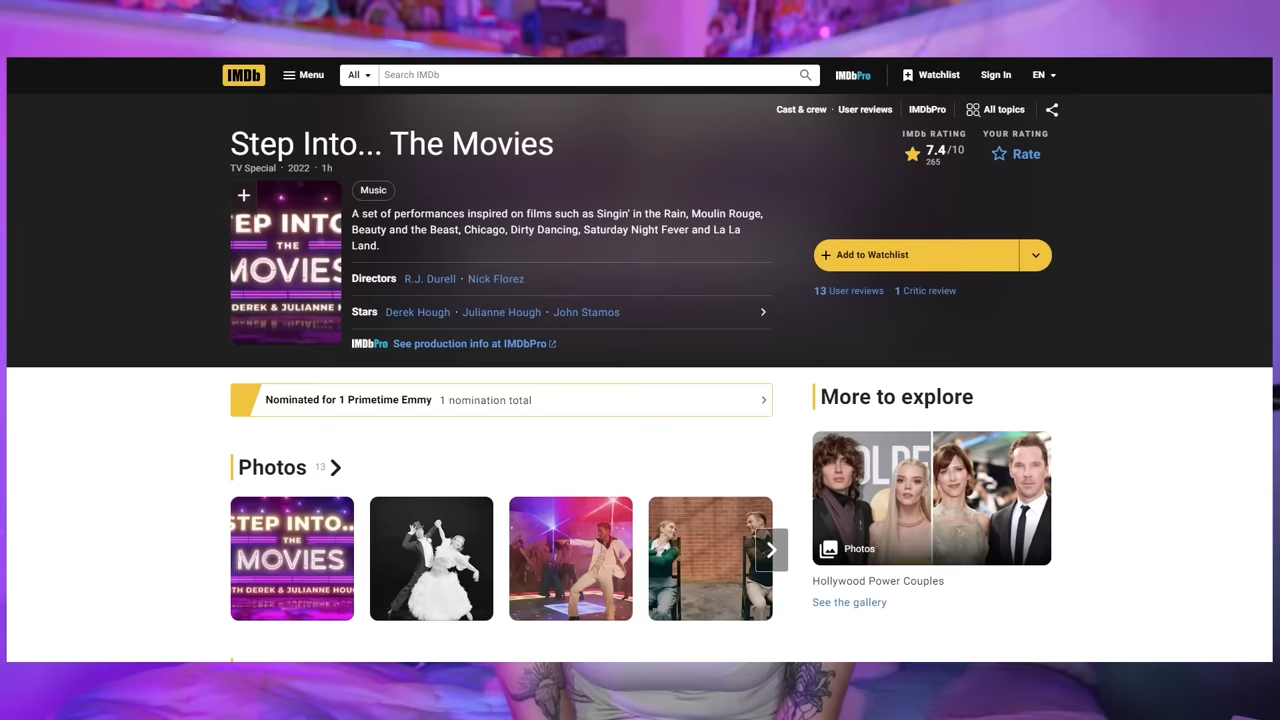 IMDb
Menu
All
Search IMDb
IMDbPro
Watchlist
Sign In
EN
Cast & crew · User reviews
IMDbPro
All topics
Step Into... The Movies
TV Special · 2022 · 1h
IMDb RATING
7.4/10
265
YOUR RATING
Rate
EP INTO
THE
MOVIES
DEREK & JULIANNE H
Music
A set of performances inspired on films such as Singin' in the Rain, Moulin Rouge,
Beauty and the Beast, Chicago, Dirty Dancing, Saturday Night Fever and La La
Land.
Directors R.J. Durell · Nick Florez
Stars Derek Hough · Julianne Hough · John Stamos
IMDbPro See production info at IMDbPro
Add to Watchlist
13 User reviews 1 Critic review
Nominated for 1 Primetime Emmy 1 nomination total
Photos 13
STEP INTO..
THE
MOVIES
TH DEREK & JULIANNE HOU
More to explore
OLDE
Photos
Hollywood Power Couples
See the gallery